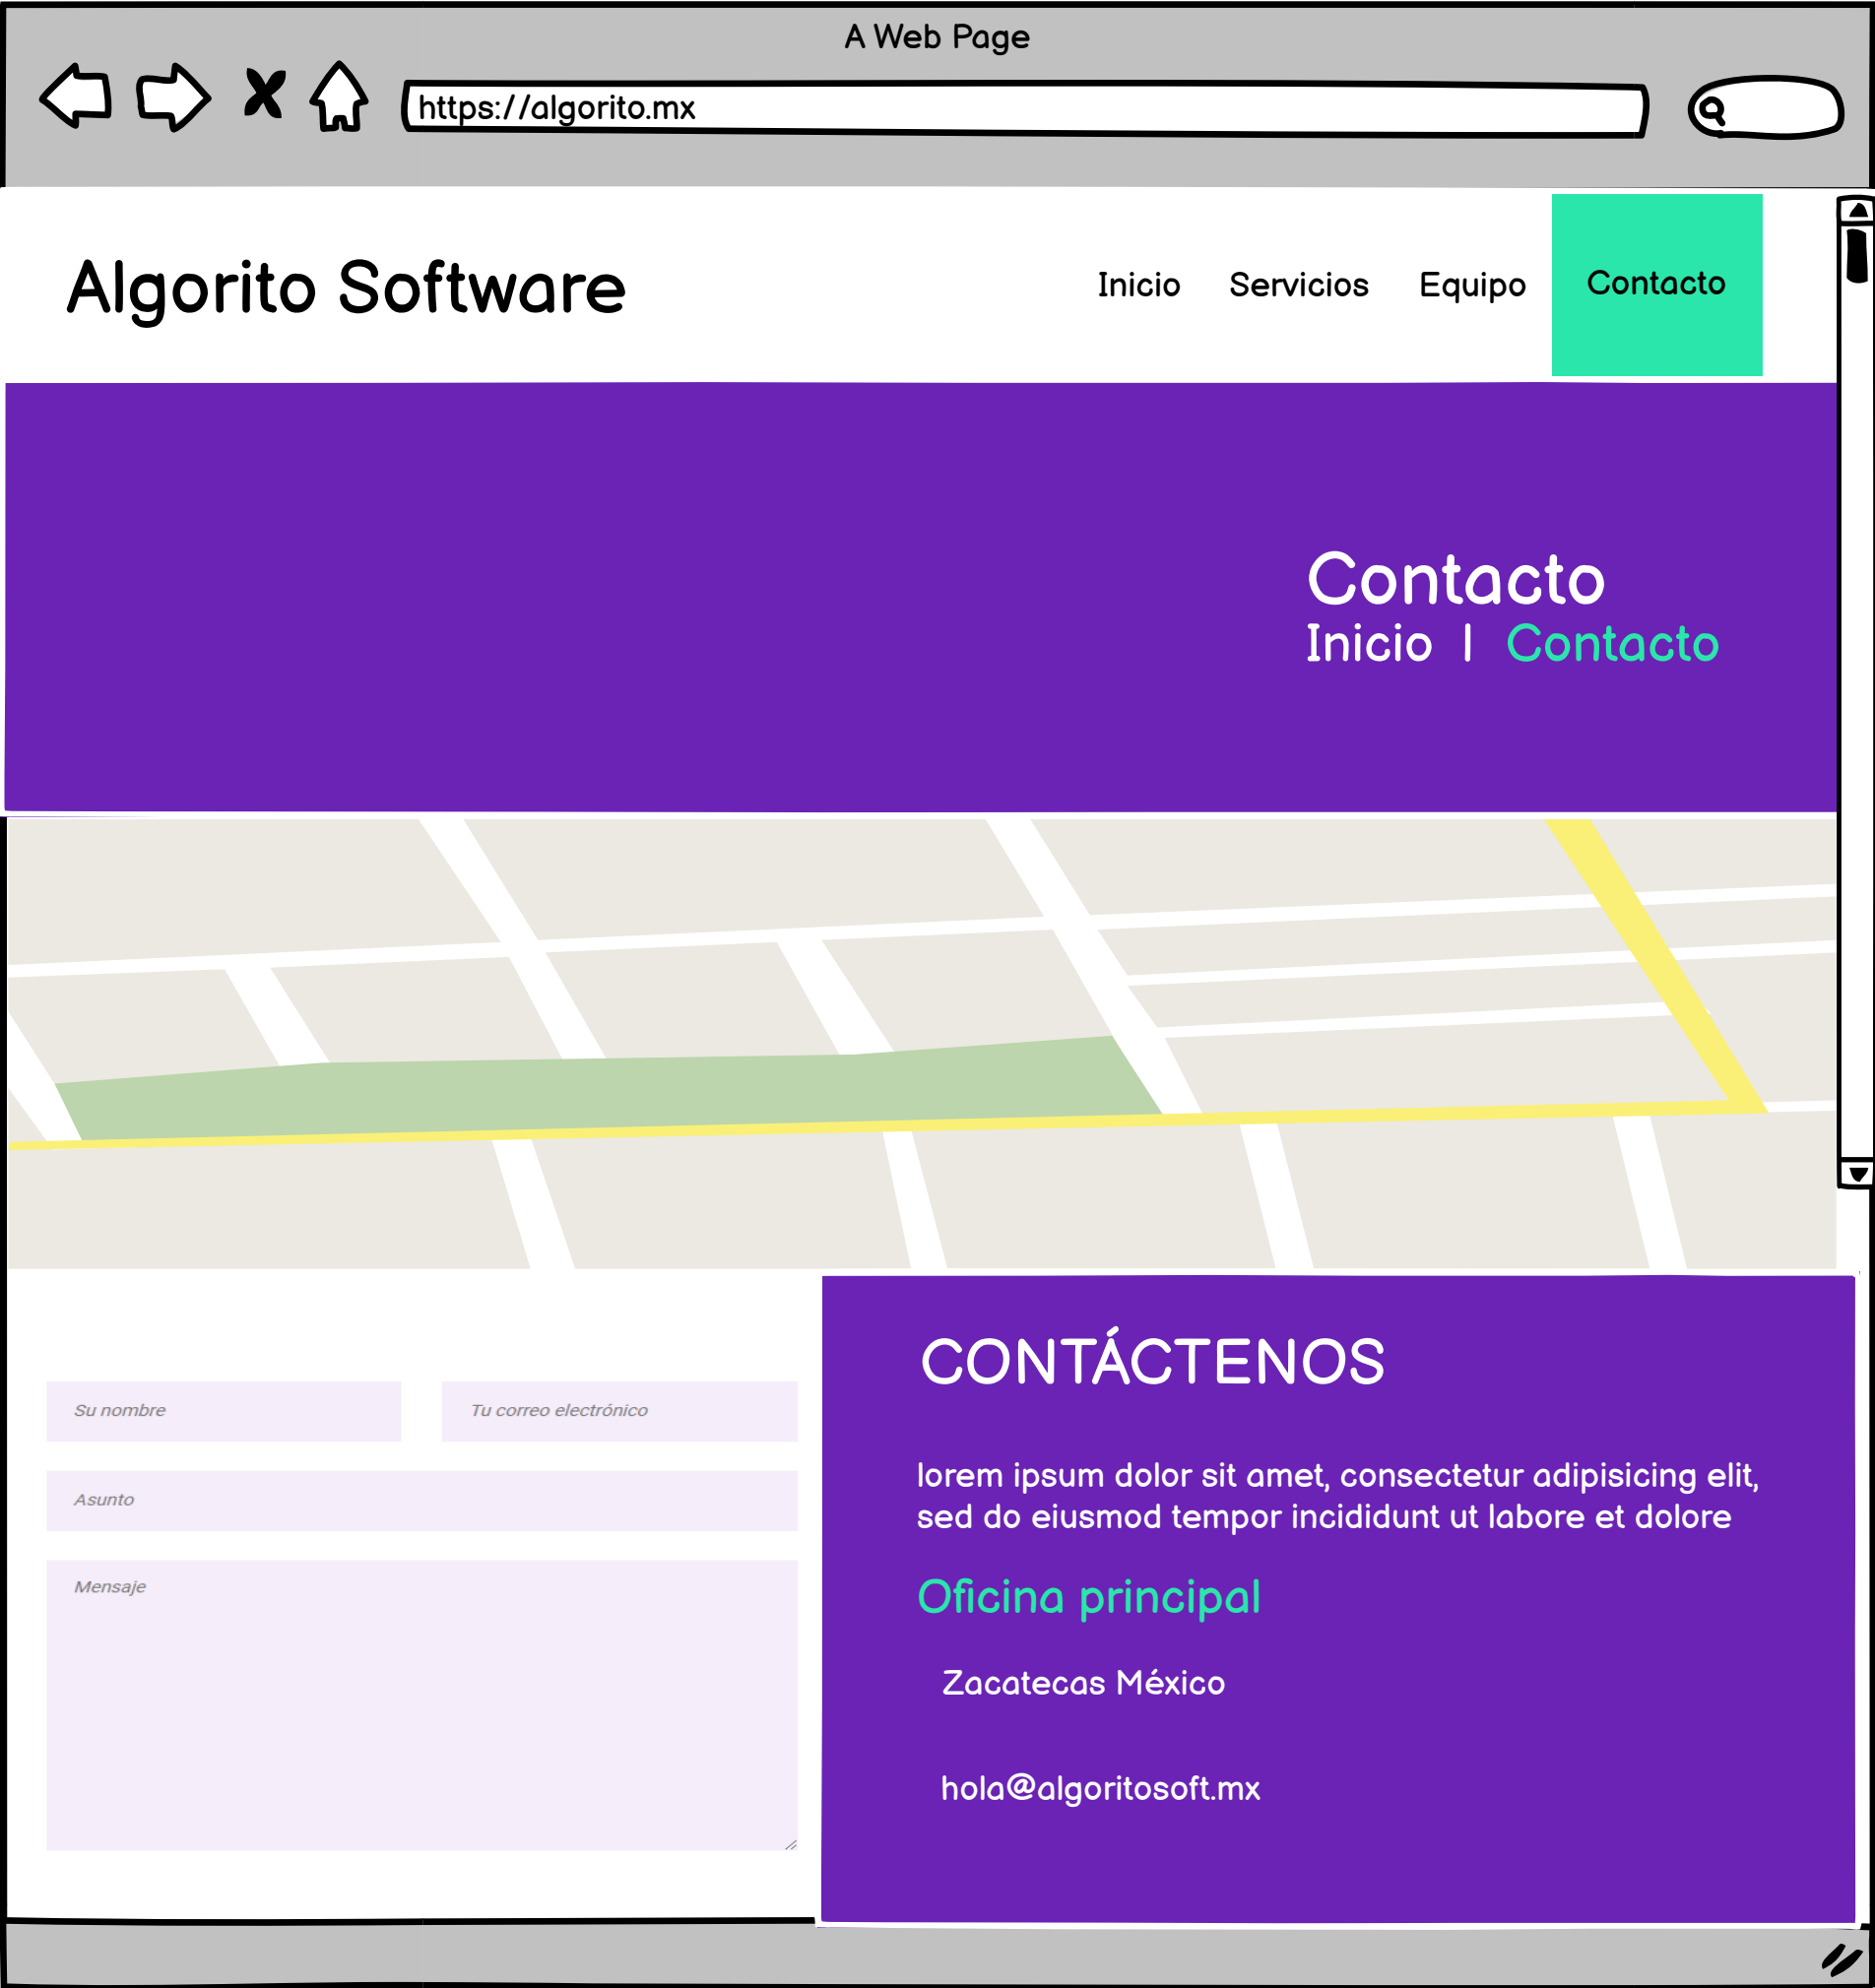 A Web Page
https://algorito.mx
Algorito Software
Inicio Servicios Equipo Contacto
Contacto
Inicio | Contacto
CONTÁCTENOS
Su nombre
Tu correo electrónico
Asunto
Mensaje
lorem ipsum dolor sit amet, consectetur adipisicing elit,
sed do eiusmod tempor incididunt ut labore et dolore
Oficina principal
Zacatecas México
hola@algoritosoft.mx